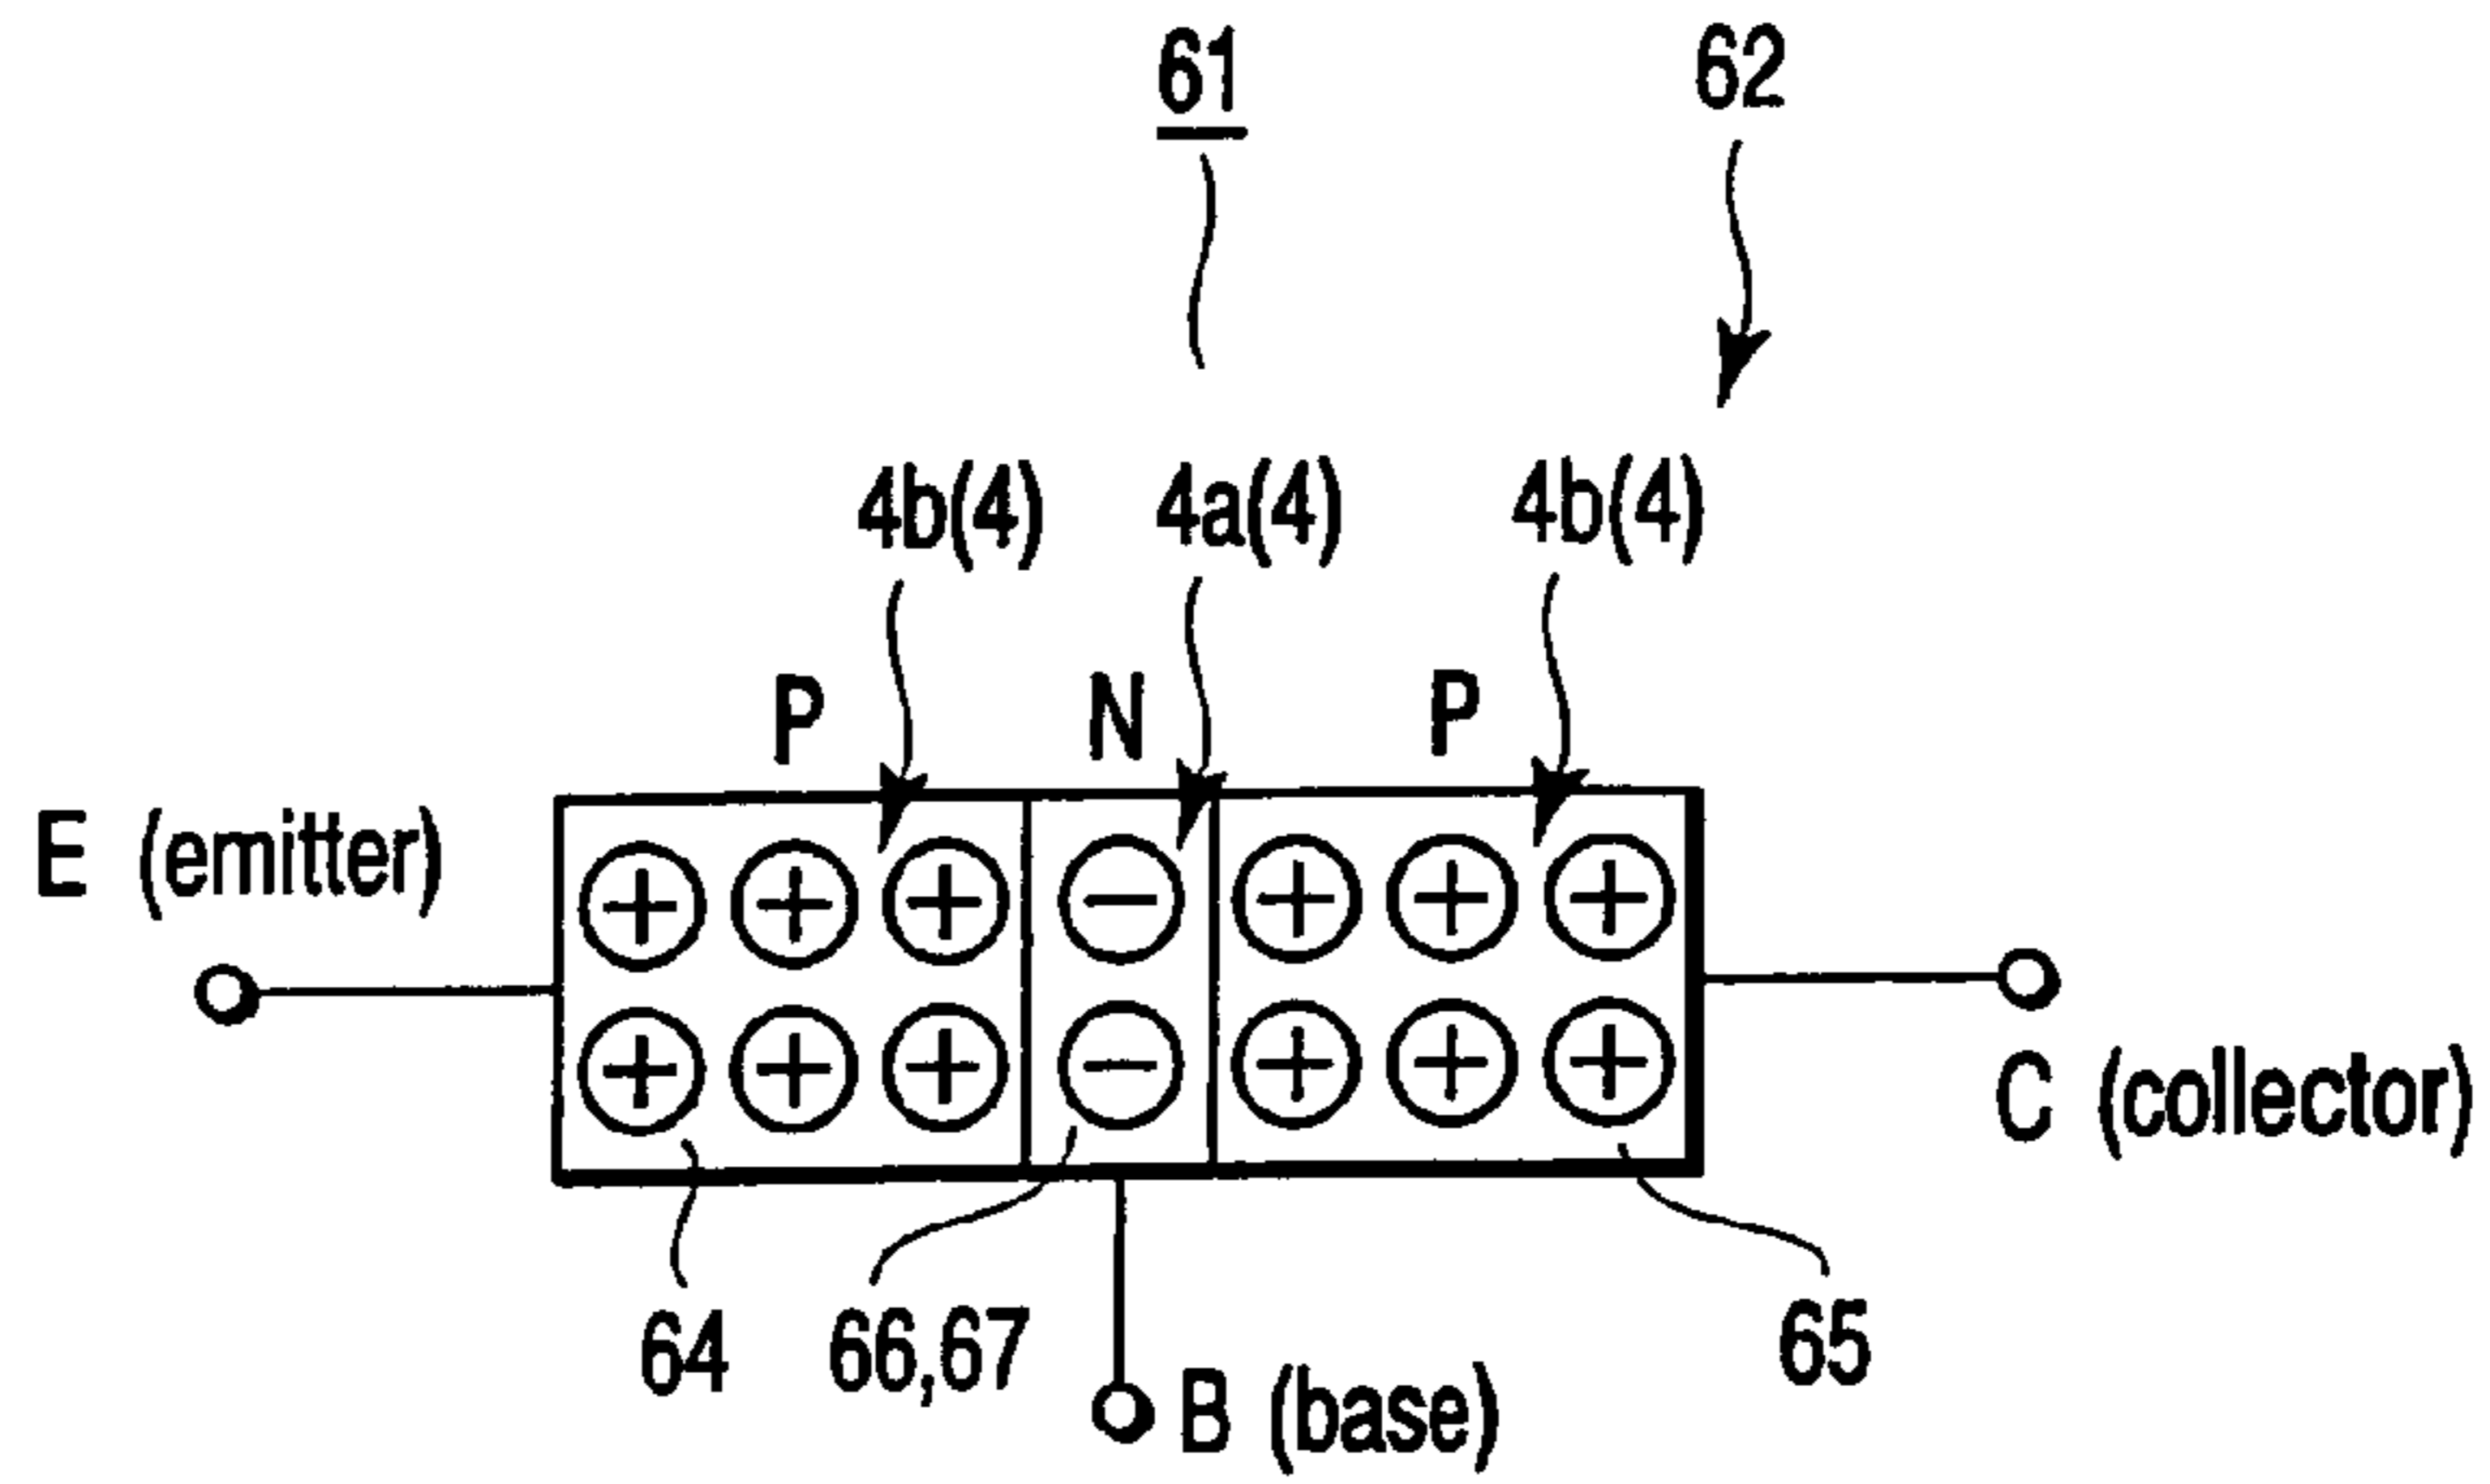 61 62
4b(4) 4a(4) 4b(4)
P N P
E (emitter)
C (collector)
64 66,67 65
B (base)